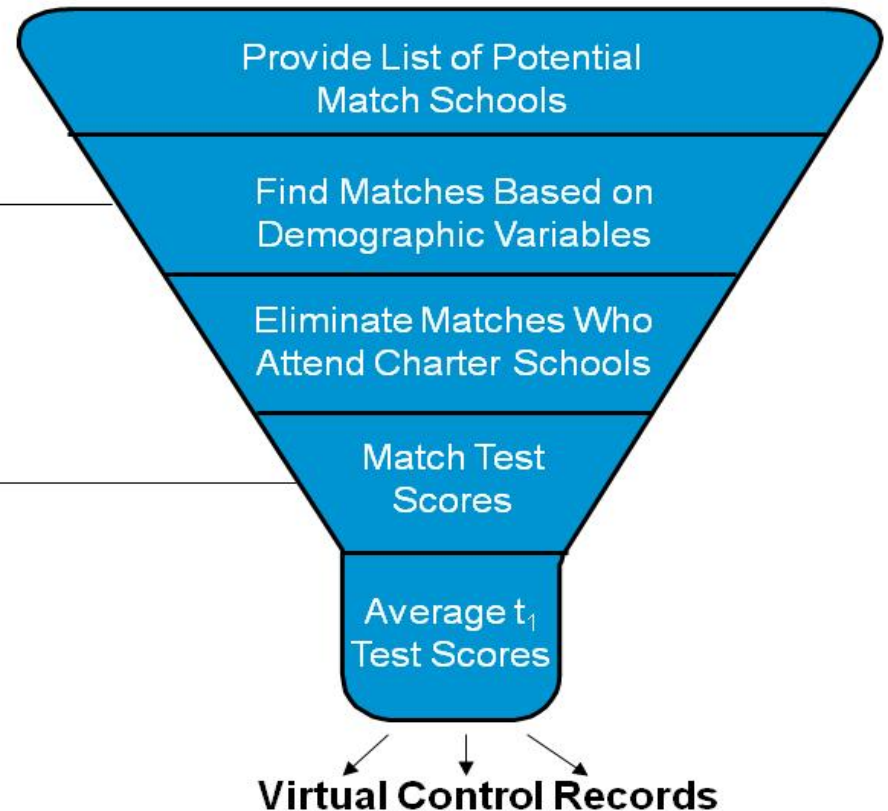 Provide List of Potential
Match Schools
Find Matches Based on
Demographic Variables
Eliminate Matches Who
Attend Charter Schools
Match Test
Scores
Average t₁
Test Scores
Virtual Control Records